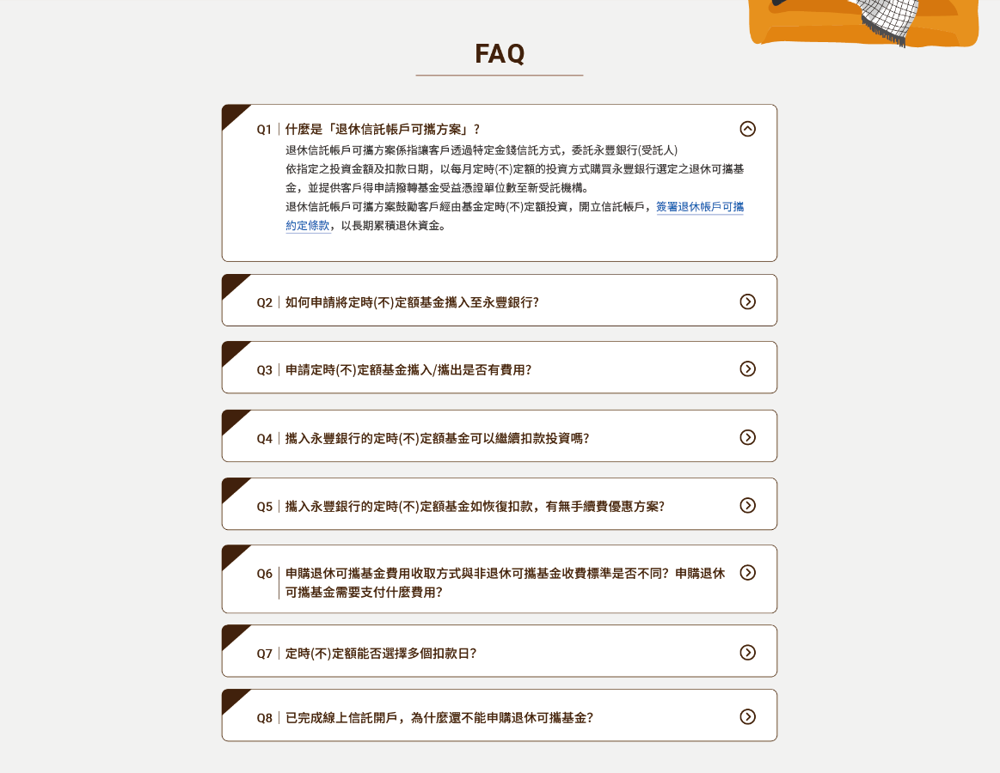 FAQ
Q1 什麼是「退休信託帳戶可攜方案」?
退休信託帳戶可攜方案係指讓客戶透過特定金錢信託方式，委託永豐銀行(受託人)
依指定之投資金額及扣款日期，以每月定時(不)定額的投資方式購買永豐銀行選定之退休可攜基
金，並提供客戶得申請撥轉基金受益憑證單位數至新受託機構。
退休信託帳戶可攜方案鼓勵客戶經由基金定時(不)定額投資，開立信託帳戶，簽署退休帳戶可攜
約定條款，以長期累積退休資金。
Q2 如何申請將定時(不)定額基金攜入至永豐銀行?
Q3 申請定時(不)定額基金攜入/攜出是否有費用?
Q4 攜入永豐銀行的定時(不)定額基金可以繼續扣款投資嗎?
Q5 攜入永豐銀行的定時(不)定額基金如恢復扣款，有無手續費優惠方案?
Q6 申購退休可攜基金費用收取方式與非退休可攜基金收費標準是否不同? 申購退休
可攜基金需要支付什麼費用?
Q7 定時(不)定額能否選擇多個扣款日?
Q8 已完成線上信託開戶，為什麼還不能申購退休可攜基金?